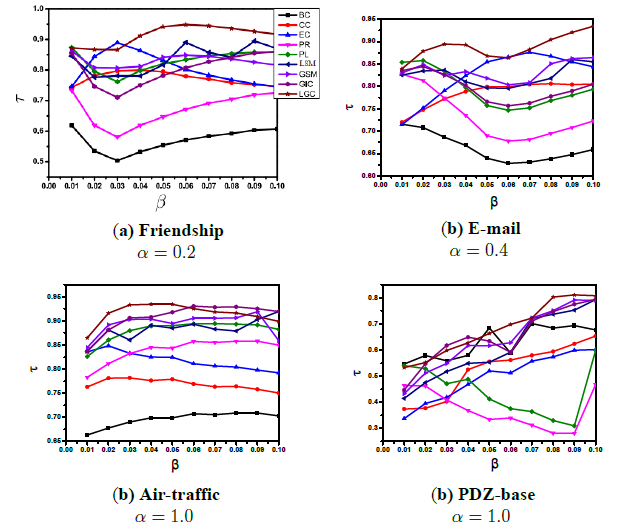 1.0
0.9
0.8
0.7
0.6
0.5
τ
BC
CC
EC
PR
PL
LSM
GSM
GIC
LGC
0.00 0.01 0.02 0.03 0.04 0.05 0.06 0.07 0.08 0.09 0.10
β
(a) Friendship
α = 0.2
0.85
0.80
0.75
0.70
0.65
0.60
τ
0.00 0.01 0.02 0.03 0.04 0.05 0.06 0.07 0.08 0.09 0.10
β
(b) E-mail
α = 0.4
0.95
0.90
0.85
0.80
0.75
0.70
0.65
τ
0.00 0.01 0.02 0.03 0.04 0.05 0.06 0.07 0.08 0.09 0.10
β
(b) Air-traffic
α = 1.0
0.8
0.7
0.6
0.5
0.4
0.3
τ
0.00 0.01 0.02 0.03 0.04 0.05 0.06 0.07 0.08 0.09 0.10
β
(b) PDZ-base
α = 1.0